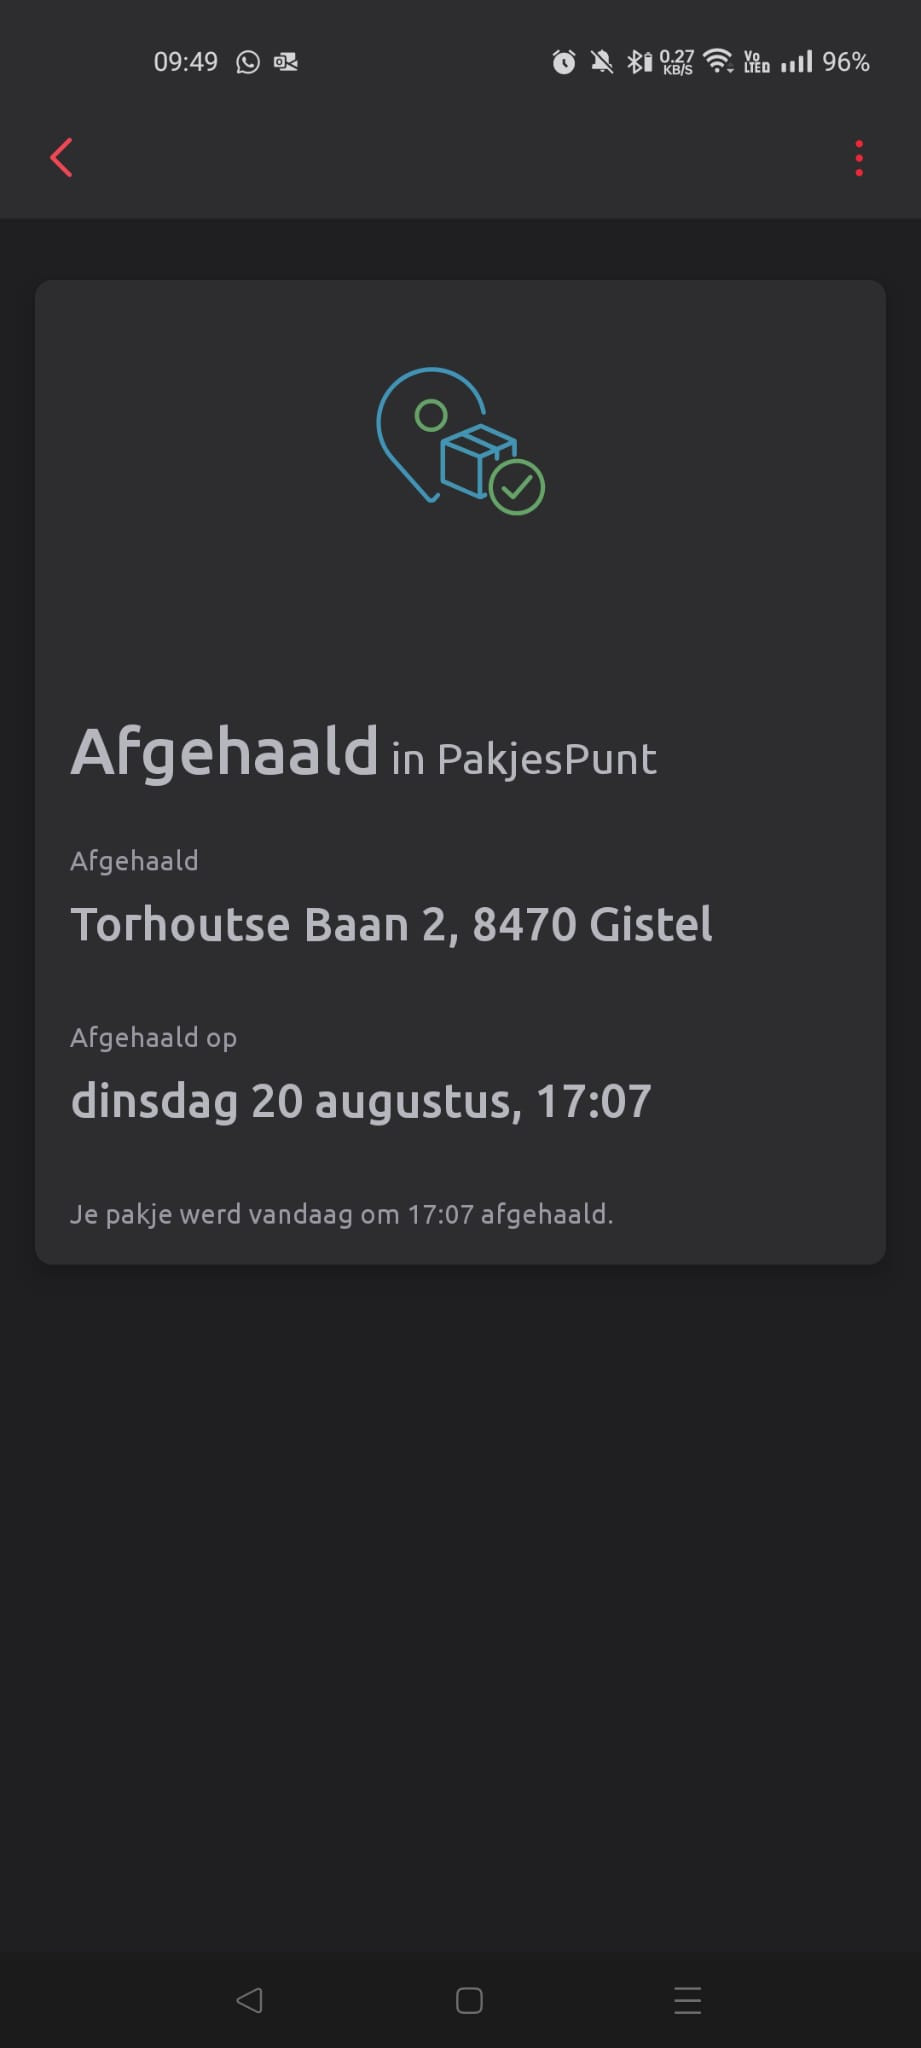 09:49 0.27 KB/S Vo LTE 96%
Afgehaald in PakjesPunt
Afgehaald
Torhoutse Baan 2, 8470 Gistel
Afgehaald op
dinsdag 20 augustus, 17:07
Je pakje werd vandaag om 17:07 afgehaald.